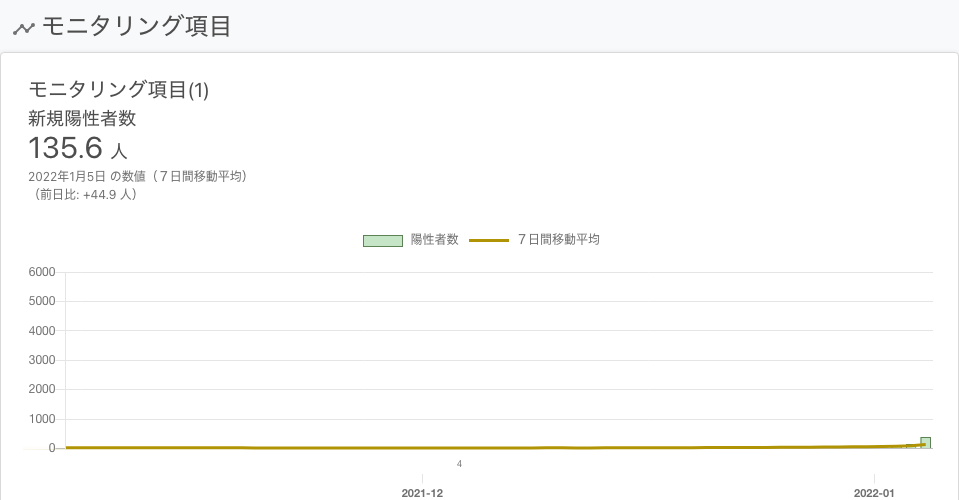 モニタリング項目
モニタリング項目(1)
新規陽性者数
135.6 人
2022年1月5日 の数値（７日間移動平均）
（前日比: +44.9 人）
陽性者数 ７日間移動平均
6000
5000
4000
3000
2000
1000
0
4
2021-12 2022-01